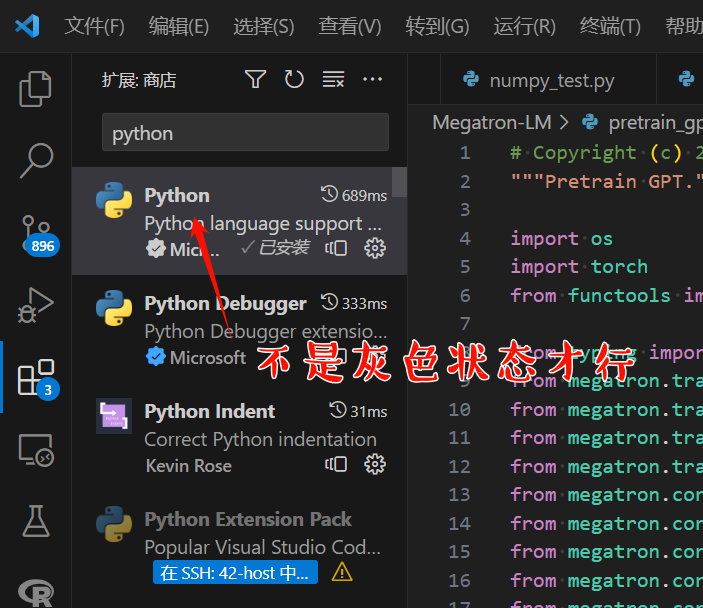 文件(F) 编辑(E) 选择(S) 查看(V) 转到(G) 运行(R) 终端(T) 帮助
扩展: 商店
numpy_test.py
python
Megatron-LM > pretrain_gp
Python 689ms
Python language support ...
Micr... ✓已安装
Python Debugger 333ms
Python Debugger extensio...
Microsoft
不是灰色状态才行
Python Indent 31ms
Correct Python indentation
Kevin Rose
Python Extension Pack
Popular Visual Studio Cod...
在 SSH: 42-host 中...
896
3
1 # Copyright (c) 2
2 """Pretrain GPT."
3
4 import os
5 import torch
6 from functools im
7
from typing impor
9 from megatron.tra
10 from megatron.tra
11 from megatron.cor
12 from megatron.tra
13 from megatron.cor
14 from megatron.cor
15 from megatron.cor
16 from megatron.cor
17 from megatron.cor